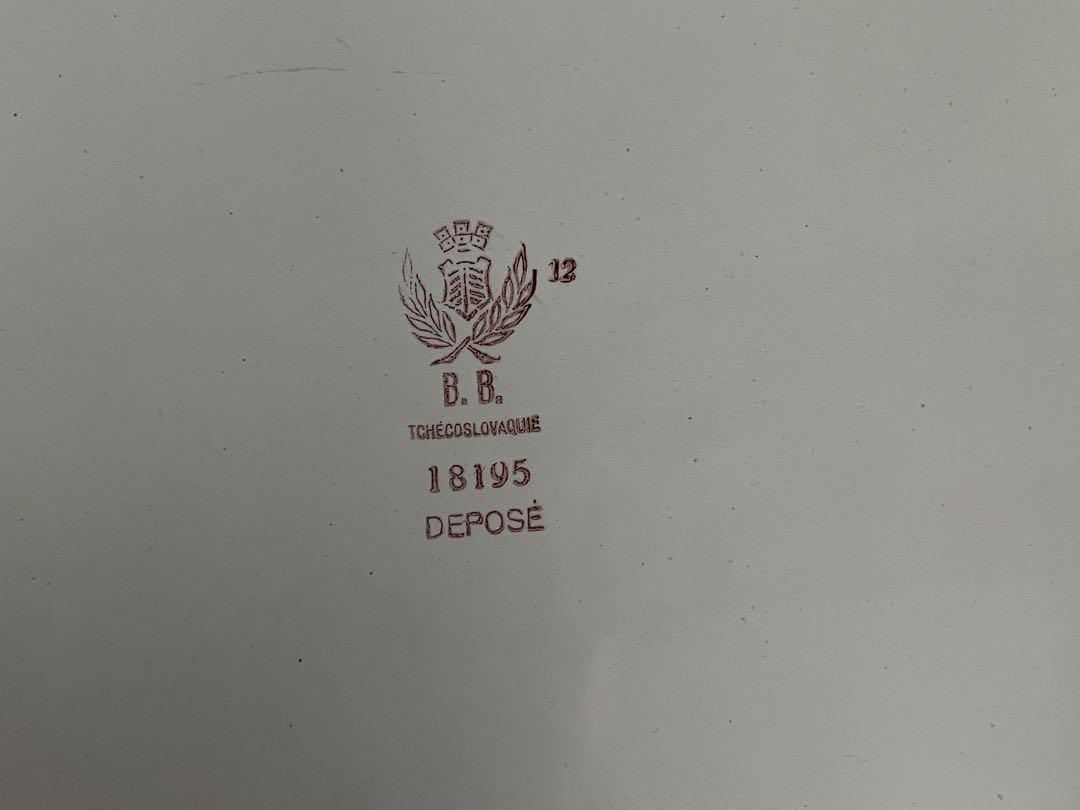 12
B. B.
TCHÉCOSLOVAQUIE
18195
DEPOSÉ